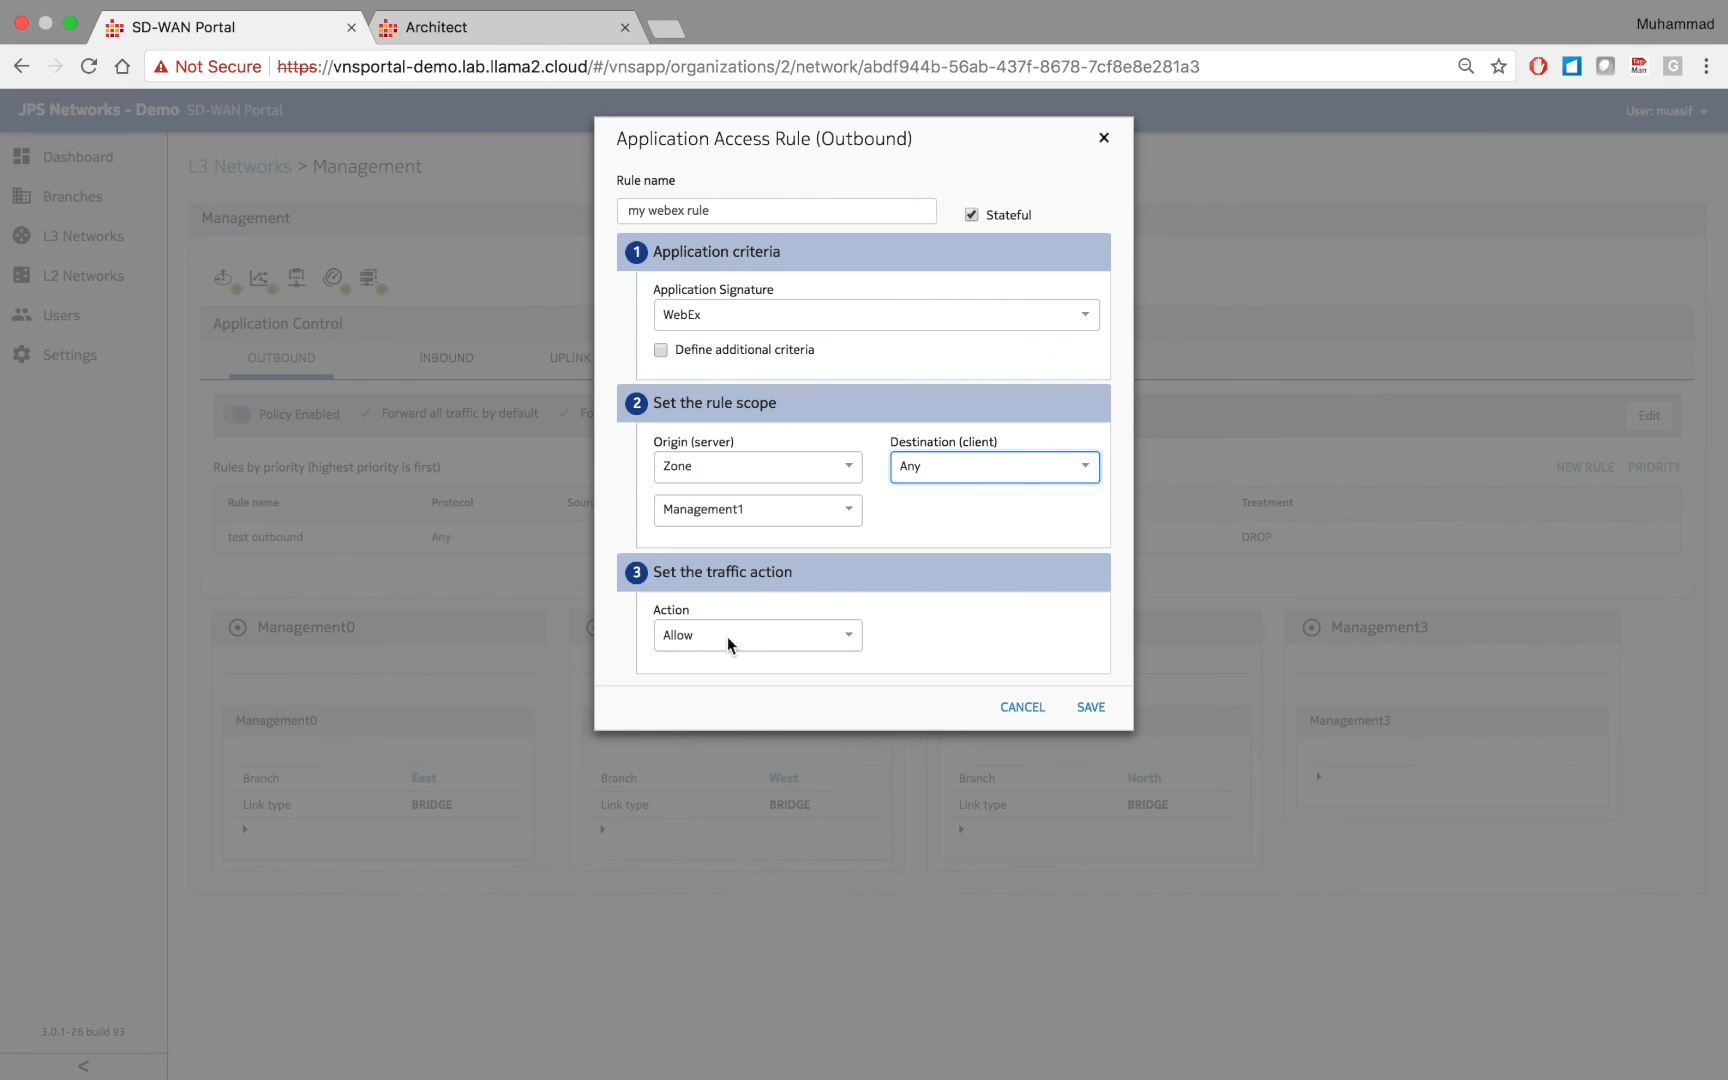 SD-WAN Portal
Architect
Muhammad
Not Secure
https://vnsportal-demo.lab.llama2.cloud/#/vnsapp/organizations/2/network/abdf944b-56ab-437f-8678-7cf8e8e281a3
Tag
Man
G
JPS Networks - Demo SD-WAN Portal
User: muasif
Dashboard
Branches
L3 Networks
L2 Networks
Users
Settings
3.0.1-26 build 93
<
L3 Networks > Management
Management
Application Control
OUTBOUND
INBOUND
UPLINK
Policy Enabled
Forward all traffic by default
Fo
Edit
Rules by priority (highest priority is first)
NEW RULE
PRIORITY
Rule name
Protocol
Sourc
Treatment
test outbound
Any
DROP
Management0
Management3
Management0
Management3
Branch
East
Branch
West
Branch
North
Link type
BRIDGE
Link type
BRIDGE
Link type
BRIDGE
Application Access Rule (Outbound)
Rule name
my webex rule
Stateful
1 Application criteria
Application Signature
WebEx
Define additional criteria
2 Set the rule scope
Origin (server)
Destination (client)
Zone
Any
Management1
3 Set the traffic action
Action
Allow
CANCEL
SAVE